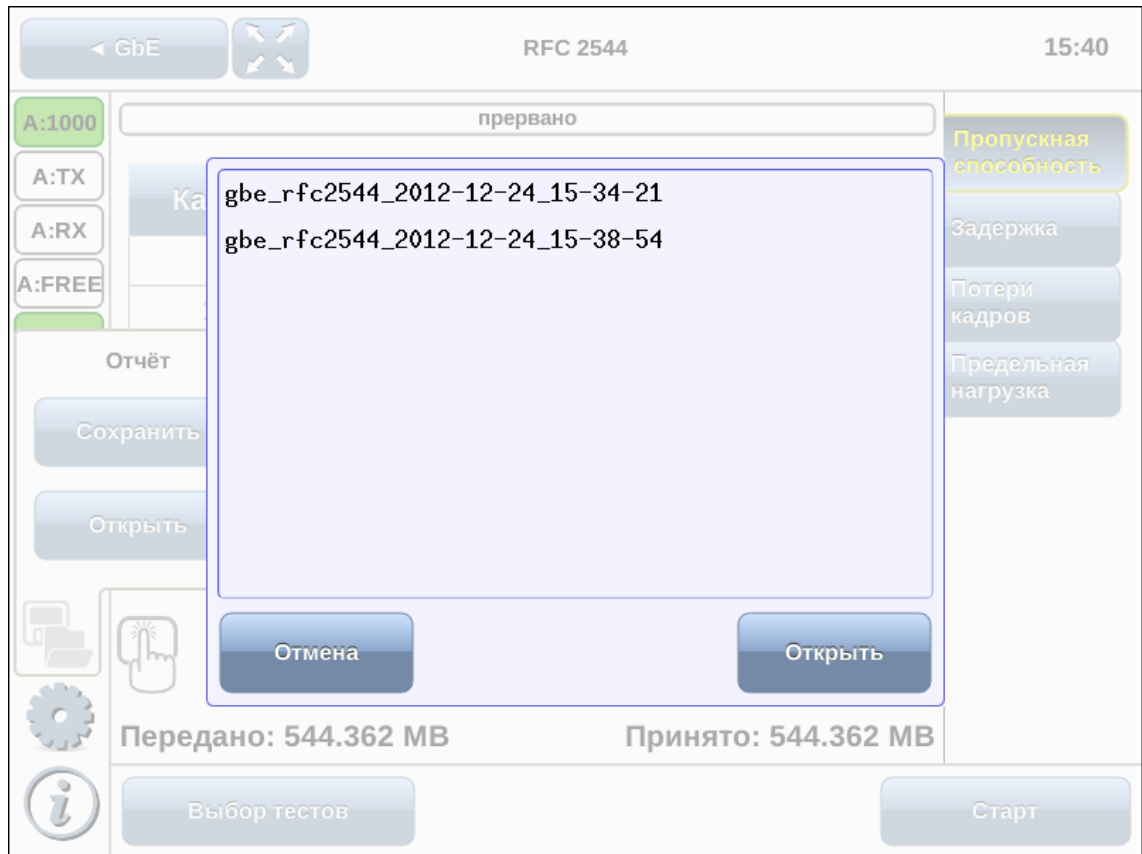 ◄ GbE
RFC 2544
15:40
A:1000
прервано
Пропускная
способность
A:TX
Ка
gbe_rfc2544_2012-12-24_15-34-21
A:RX
gbe_rfc2544_2012-12-24_15-38-54
Задержка
A:FREE
Потери
кадров
Отчёт
Предельная
нагрузка
Сохранить
Открыть
Отмена
Открыть
Передано: 544.362 MB
Принято: 544.362 MB
Выбор тестов
Старт